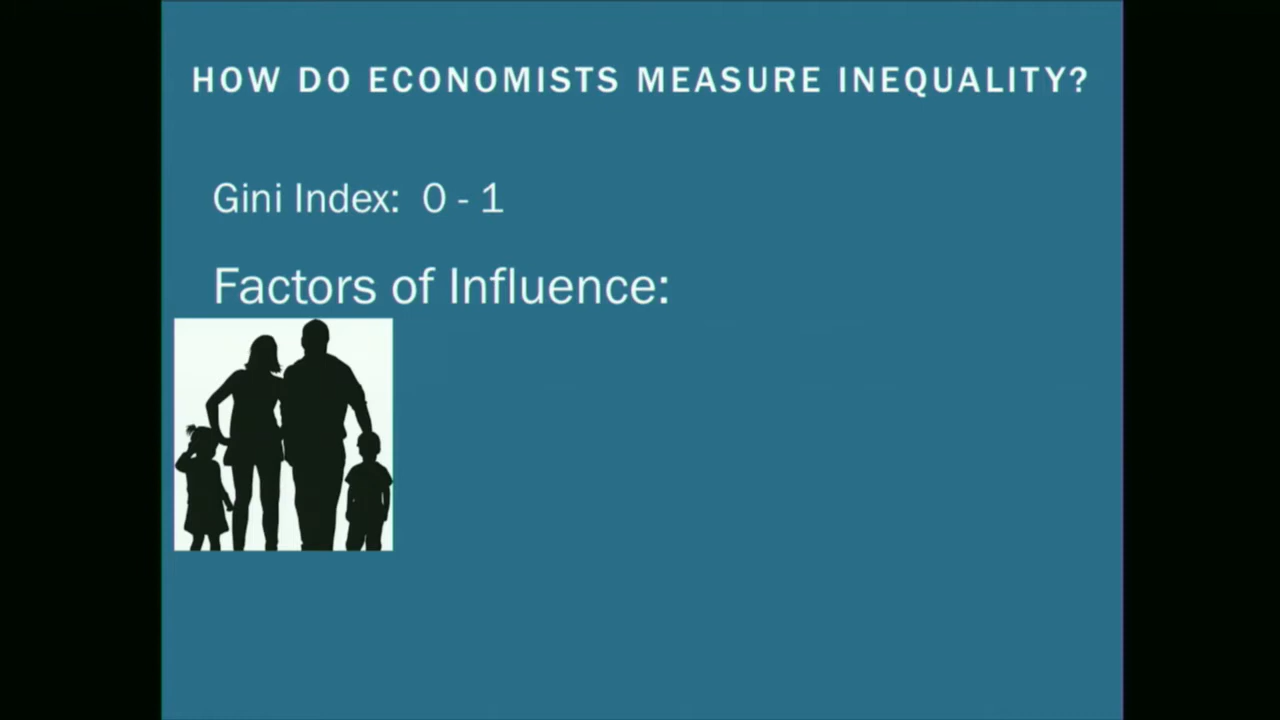 HOW DO ECONOMISTS MEASURE INEQUALITY?
Gini Index: 0 - 1
Factors of Influence: